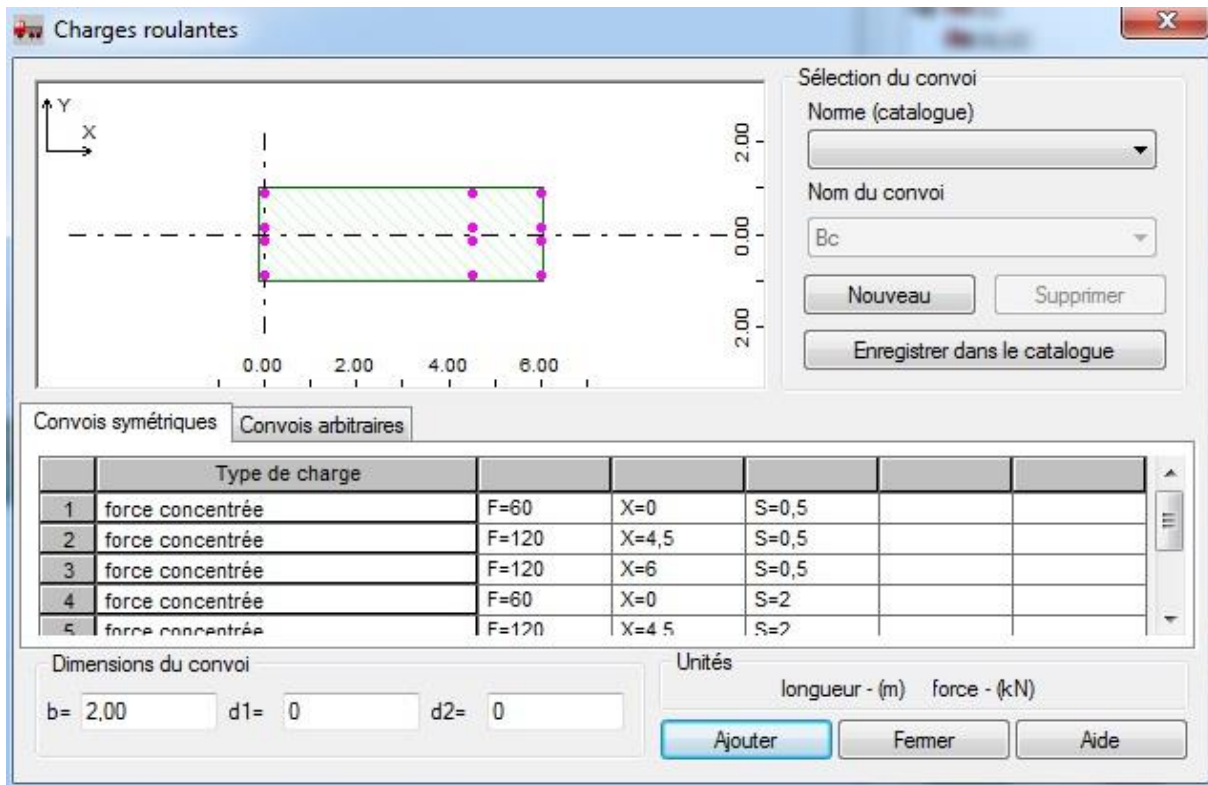 Charges roulantes
Y
X
2.00
0.00
2.00
0.00 2.00 4.00 6.00
Sélection du convoi
Norme (catalogue)
Nom du convoi
Bc
Nouveau Supprimer
Enregistrer dans le catalogue
Convois symétriques Convois arbitraires
Type de charge
1 force concentrée F=60 X=0 S=0,5
2 force concentrée F=120 X=4,5 S=0,5
3 force concentrée F=120 X=6 S=0,5
4 force concentrée F=60 X=0 S=2
5 force concentrée F=120 X=4,5 S=2
Dimensions du convoi
b= 2,00 d1= 0 d2= 0
Unités
longueur - (m) force - (kN)
Ajouter Fermer Aide